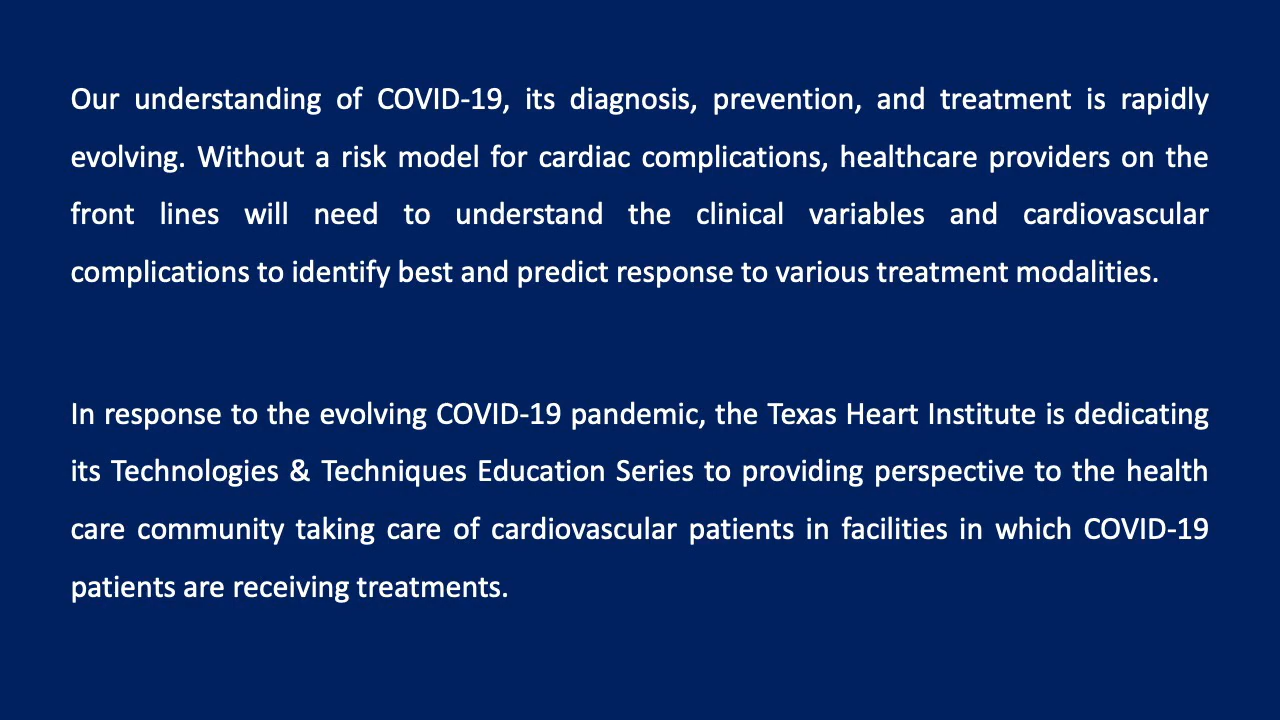 Our understanding of COVID-19, its diagnosis, prevention, and treatment is rapidly
evolving. Without a risk model for cardiac complications, healthcare providers on the
front lines will need to understand the clinical variables and cardiovascular
complications to identify best and predict response to various treatment modalities.
In response to the evolving COVID-19 pandemic, the Texas Heart Institute is dedicating
its Technologies & Techniques Education Series to providing perspective to the health
care community taking care of cardiovascular patients in facilities in which COVID-19
patients are receiving treatments.